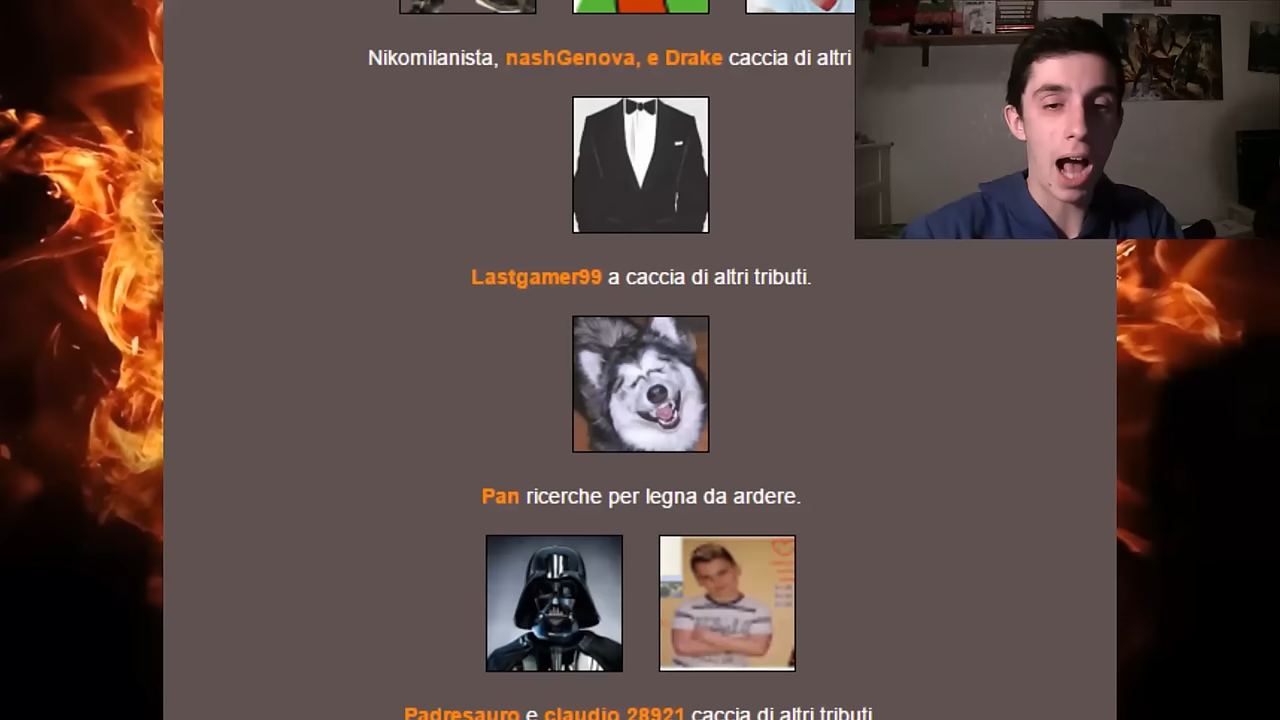 Nikomilanista, nashGenova, e Drake caccia di altri
Lastgamer99 a caccia di altri tributi.
Pan ricerche per legna da ardere.
Padresauro e claudio 28921 caccia di altri tributi